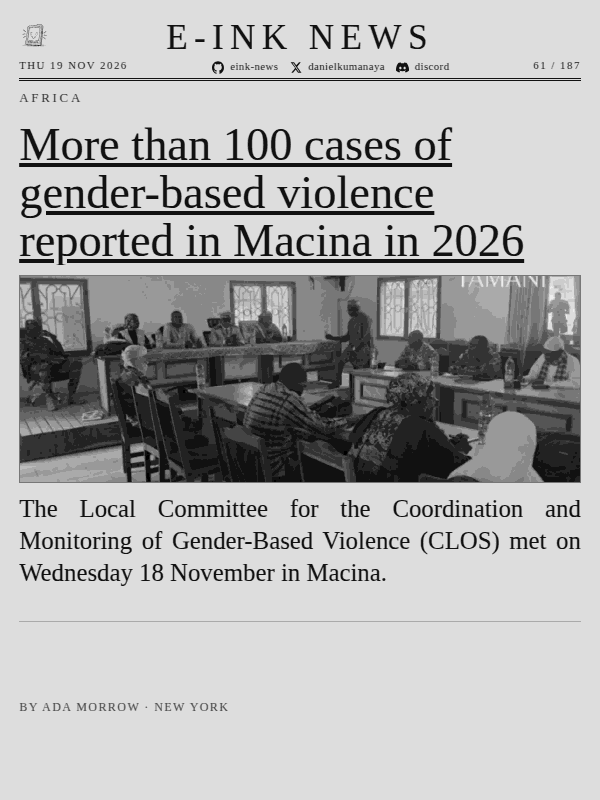 E-INK NEWS
THU 19 NOV 2026
eink-news danielkumanaya discord
61 / 187
AFRICA
More than 100 cases of
gender-based violence
reported in Macina in 2026
TAMANI
The Local Committee for the Coordination and
Monitoring of Gender-Based Violence (CLOS) met on
Wednesday 18 November in Macina.
BY ADA MORROW · NEW YORK